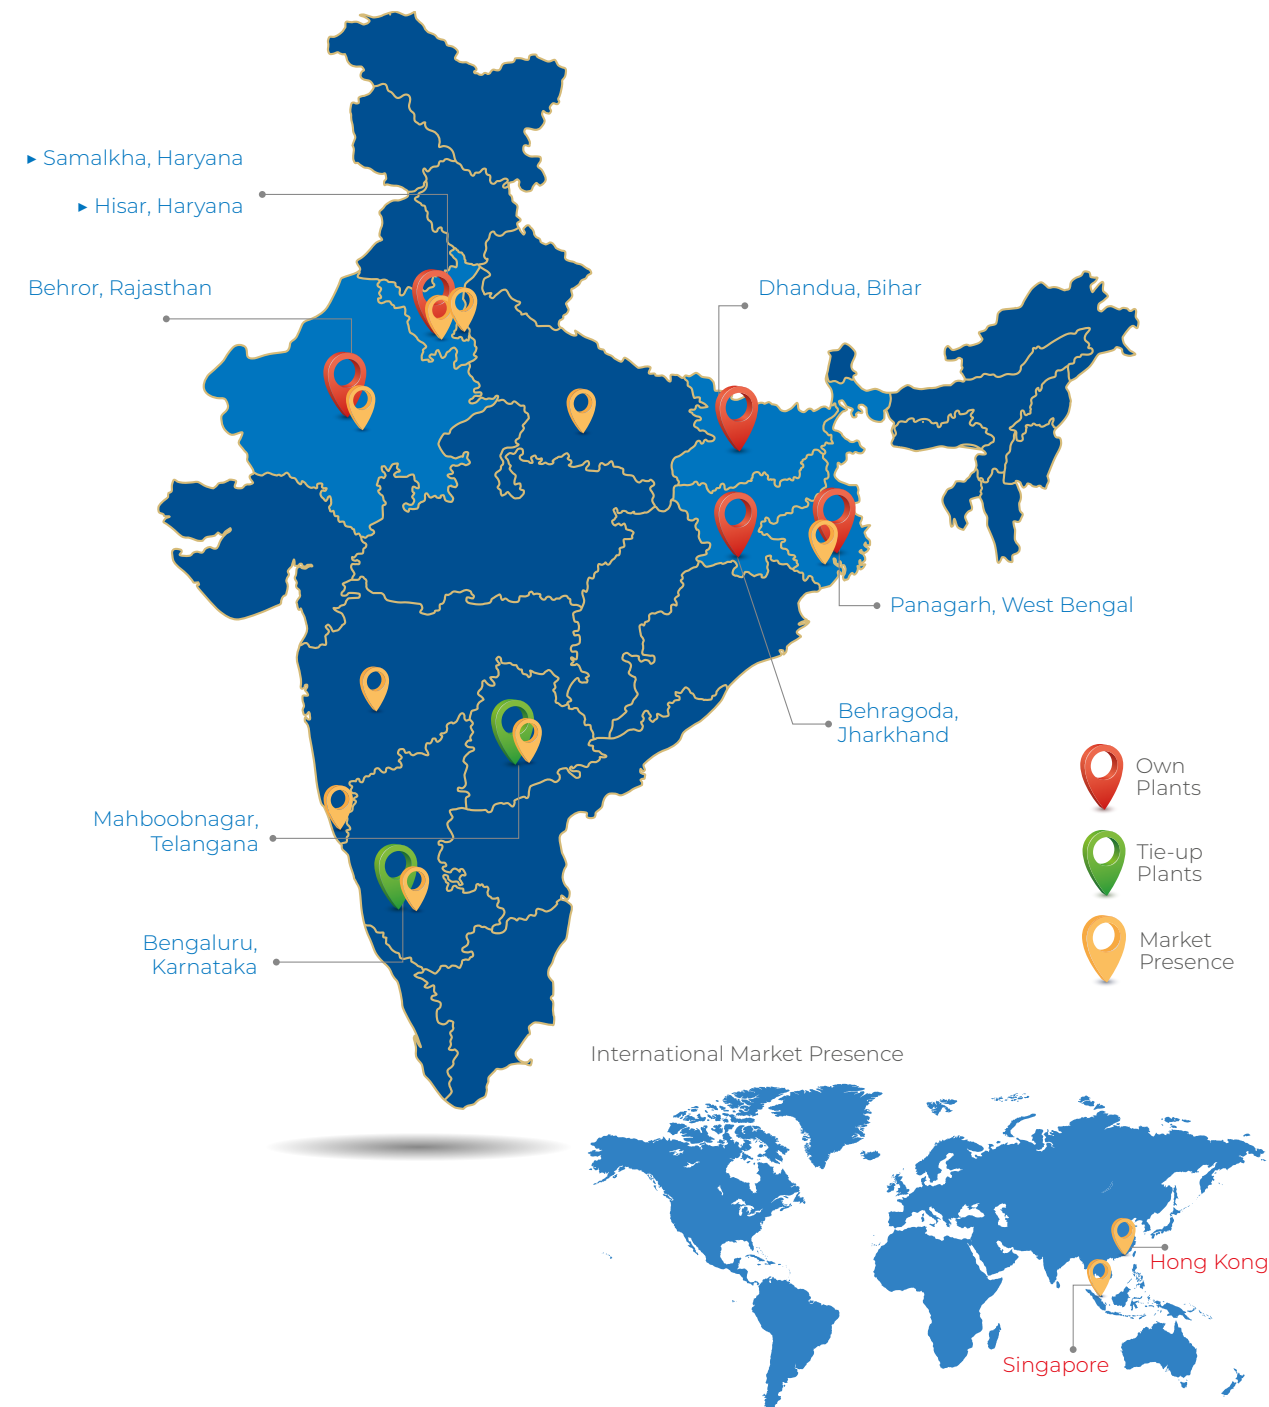 ▸ Samalkha, Haryana
▸ Hisar, Haryana
Behror, Rajasthan
Dhandua, Bihar
Panagarh, West Bengal
Behragoda,
Jharkhand
Own
Plants
Mahboobnagar,
Telangana
Tie-up
Plants
Bengaluru,
Karnataka
Market
Presence
International Market Presence
Hong Kong
Singapore